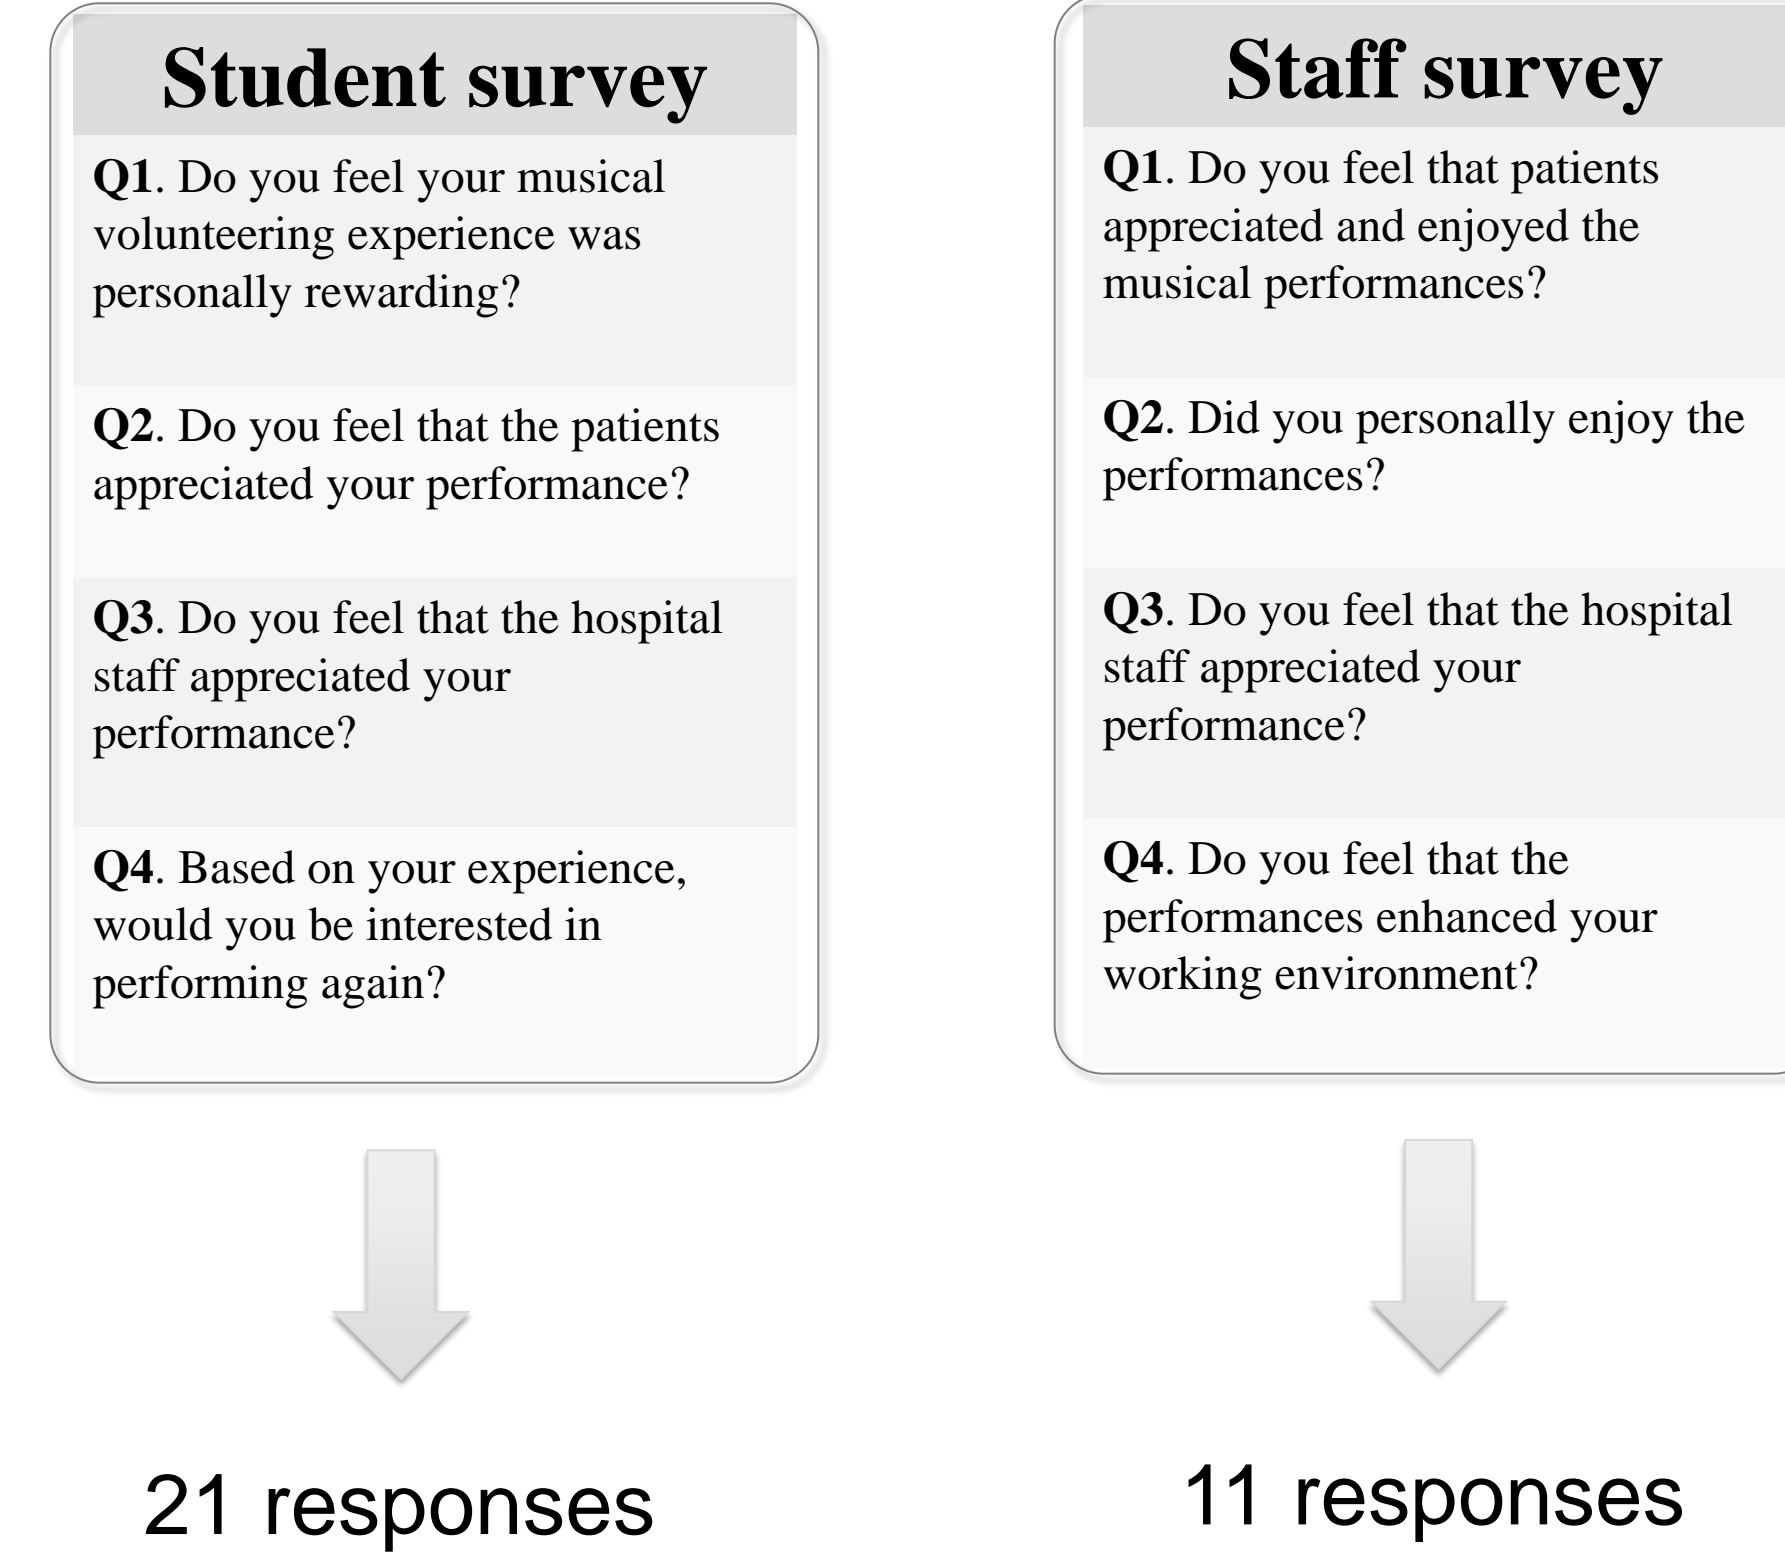 Student survey
Q1. Do you feel your musical
volunteering experience was
personally rewarding?
Q2. Do you feel that the patients
appreciated your performance?
Q3. Do you feel that the hospital
staff appreciated your
performance?
Q4. Based on your experience,
would you be interested in
performing again?
21 responses
Staff survey
Q1. Do you feel that patients
appreciated and enjoyed the
musical performances?
Q2. Did you personally enjoy the
performances?
Q3. Do you feel that the hospital
staff appreciated your
performance?
Q4. Do you feel that the
performances enhanced your
working environment?
11 responses